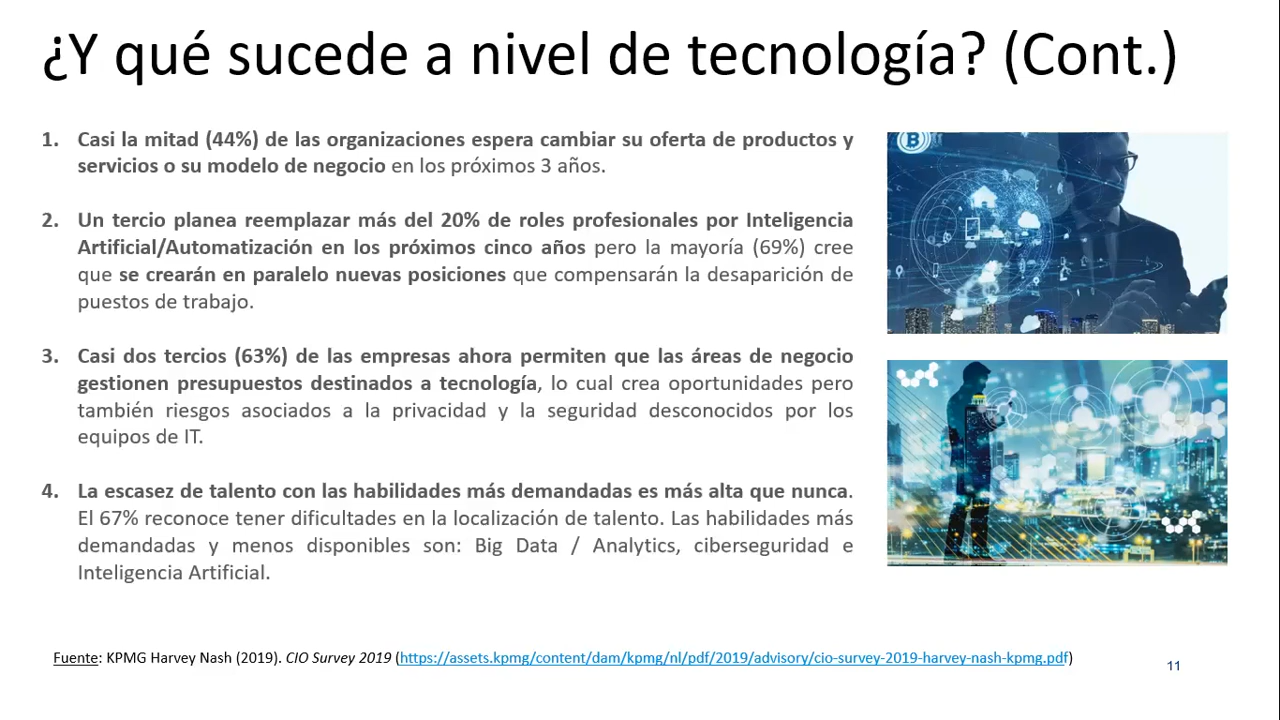 ¿Y qué sucede a nivel de tecnología? (Cont.)
1. Casi la mitad (44%) de las organizaciones espera cambiar su oferta de productos y
servicios o su modelo de negocio en los próximos 3 años.
2. Un tercio planea reemplazar más del 20% de roles profesionales por Inteligencia
Artificial/Automatización en los próximos cinco años pero la mayoría (69%) cree
que se crearán en paralelo nuevas posiciones que compensarán la desaparición de
puestos de trabajo.
3. Casi dos tercios (63%) de las empresas ahora permiten que las áreas de negocio
gestionen presupuestos destinados a tecnología, lo cual crea oportunidades pero
también riesgos asociados a la privacidad y la seguridad desconocidos por los
equipos de IT.
4. La escasez de talento con las habilidades más demandadas es más alta que nunca.
El 67% reconoce tener dificultades en la localización de talento. Las habilidades más
demandadas y menos disponibles son: Big Data / Analytics, ciberseguridad e
Inteligencia Artificial.
Fuente: KPMG Harvey Nash (2019). CIO Survey 2019 (https://assets.kpmg/content/dam/kpmg/nl/pdf/2019/advisory/cio-survey-2019-harvey-nash-kpmg.pdf)
11